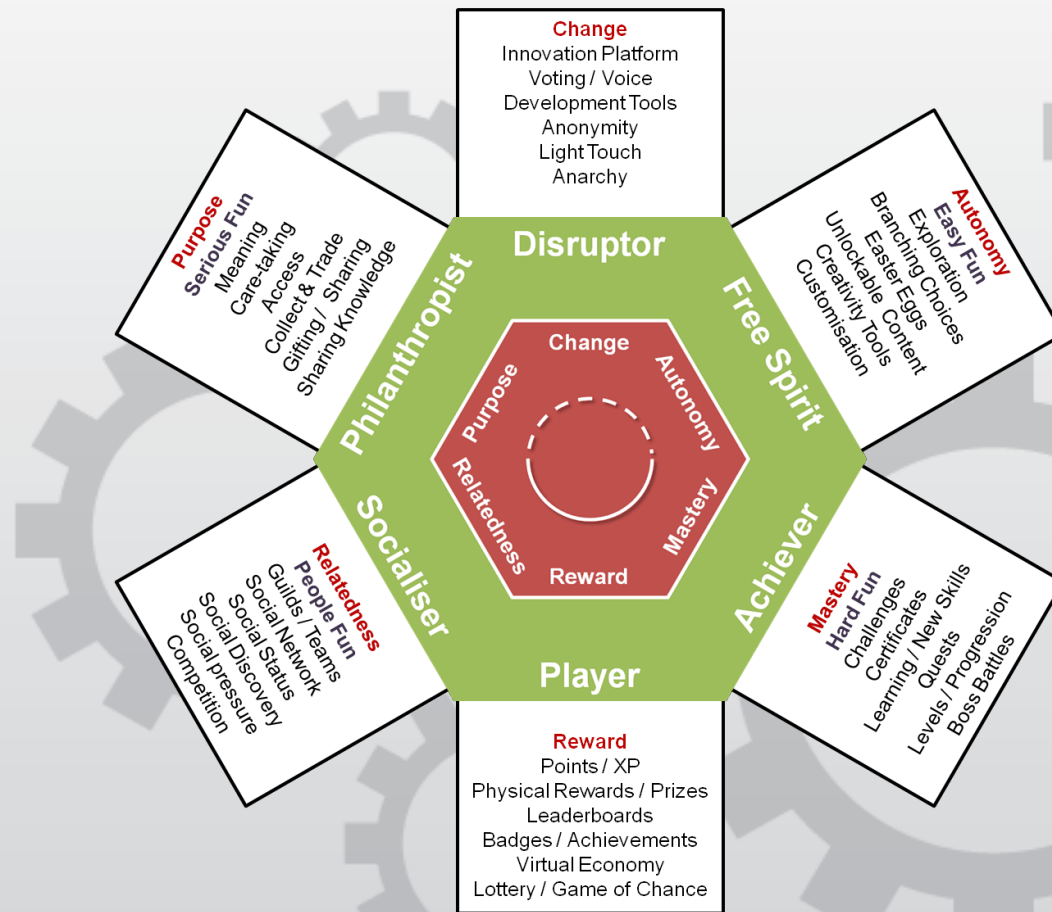 Change
Innovation Platform
Voting / Voice
Development Tools
Anonymity
Light Touch
Anarchy
Purpose
Serious Fun
Meaning
Care-taking
Access
Collect & Trade
Gifting / Sharing
Sharing Knowledge
Autonomy
Easy Fun
Exploration
Branching Choices
Easter Eggs
Unlockable Content
Creativity Tools
Customisation
Disruptor
Philanthropist
Free Spirit
Change
Purpose
Autonomy
Relatedness
Mastery
Reward
Socialiser
Achiever
Player
Relatedness
People Fun
Guilds / Teams
Social Network
Social Status
Social Discovery
Social pressure
Competition
Mastery
Hard Fun
Challenges
Certificates
Learning / New Skills
Quests
Levels / Progression
Boss Battles
Reward
Points / XP
Physical Rewards / Prizes
Leaderboards
Badges / Achievements
Virtual Economy
Lottery / Game of Chance